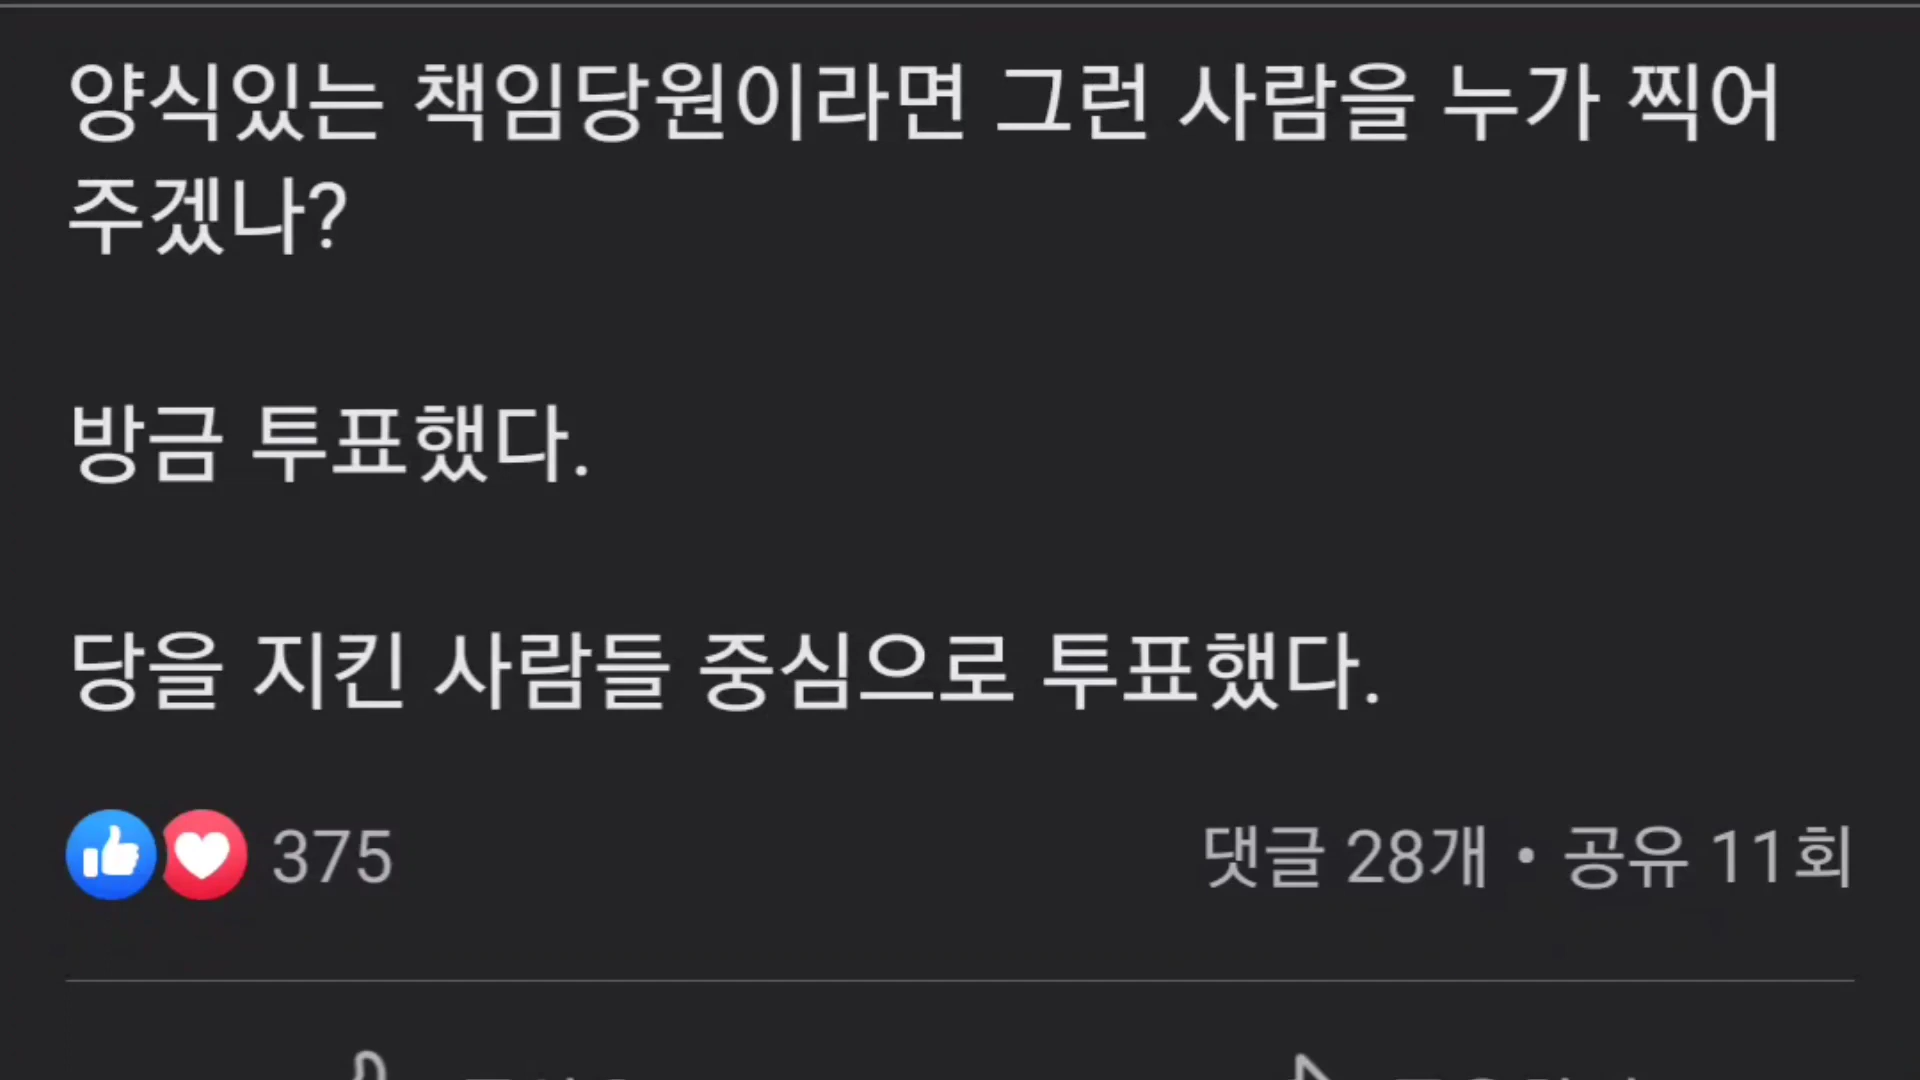 양식있는 책임당원이라면 그런 사람을 누가 찍어
주겠나?
방금 투표했다.
당을 지킨 사람들 중심으로 투표했다.
375
댓글 28개 • 공유 11회